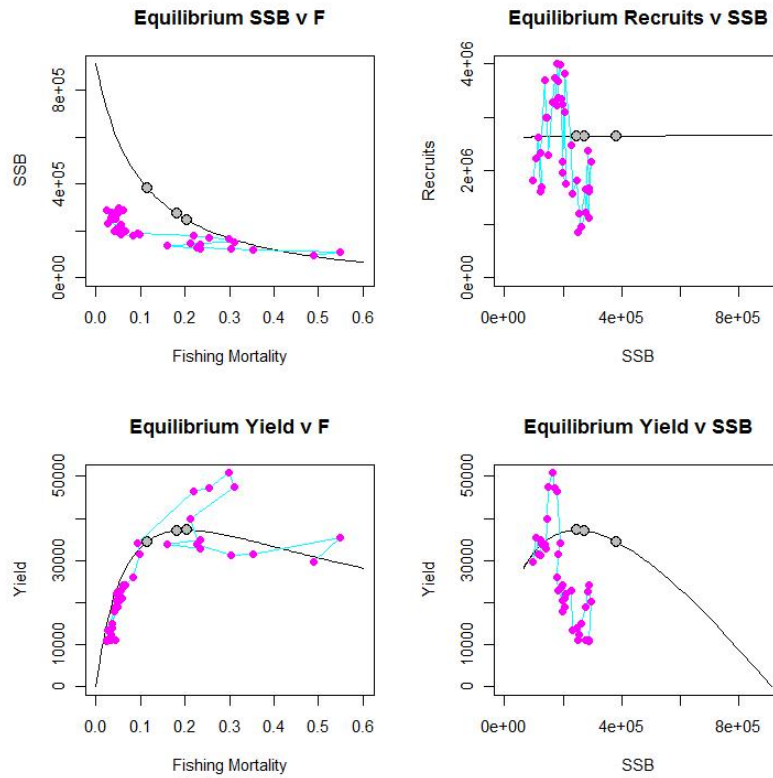 Equilibrium SSB v F
SSB
0e+00 4e+05 8e+05
0.0 0.1 0.2 0.3 0.4 0.5 0.6
Fishing Mortality
Equilibrium Recruits v SSB
Recruits
0e+00 2e+06 4e+06
0e+00 4e+05 8e+05
SSB
Equilibrium Yield v F
Yield
0 10000 30000 50000
0.0 0.1 0.2 0.3 0.4 0.5 0.6
Fishing Mortality
Equilibrium Yield v SSB
Yield
0 10000 30000 50000
0e+00 4e+05 8e+05
SSB